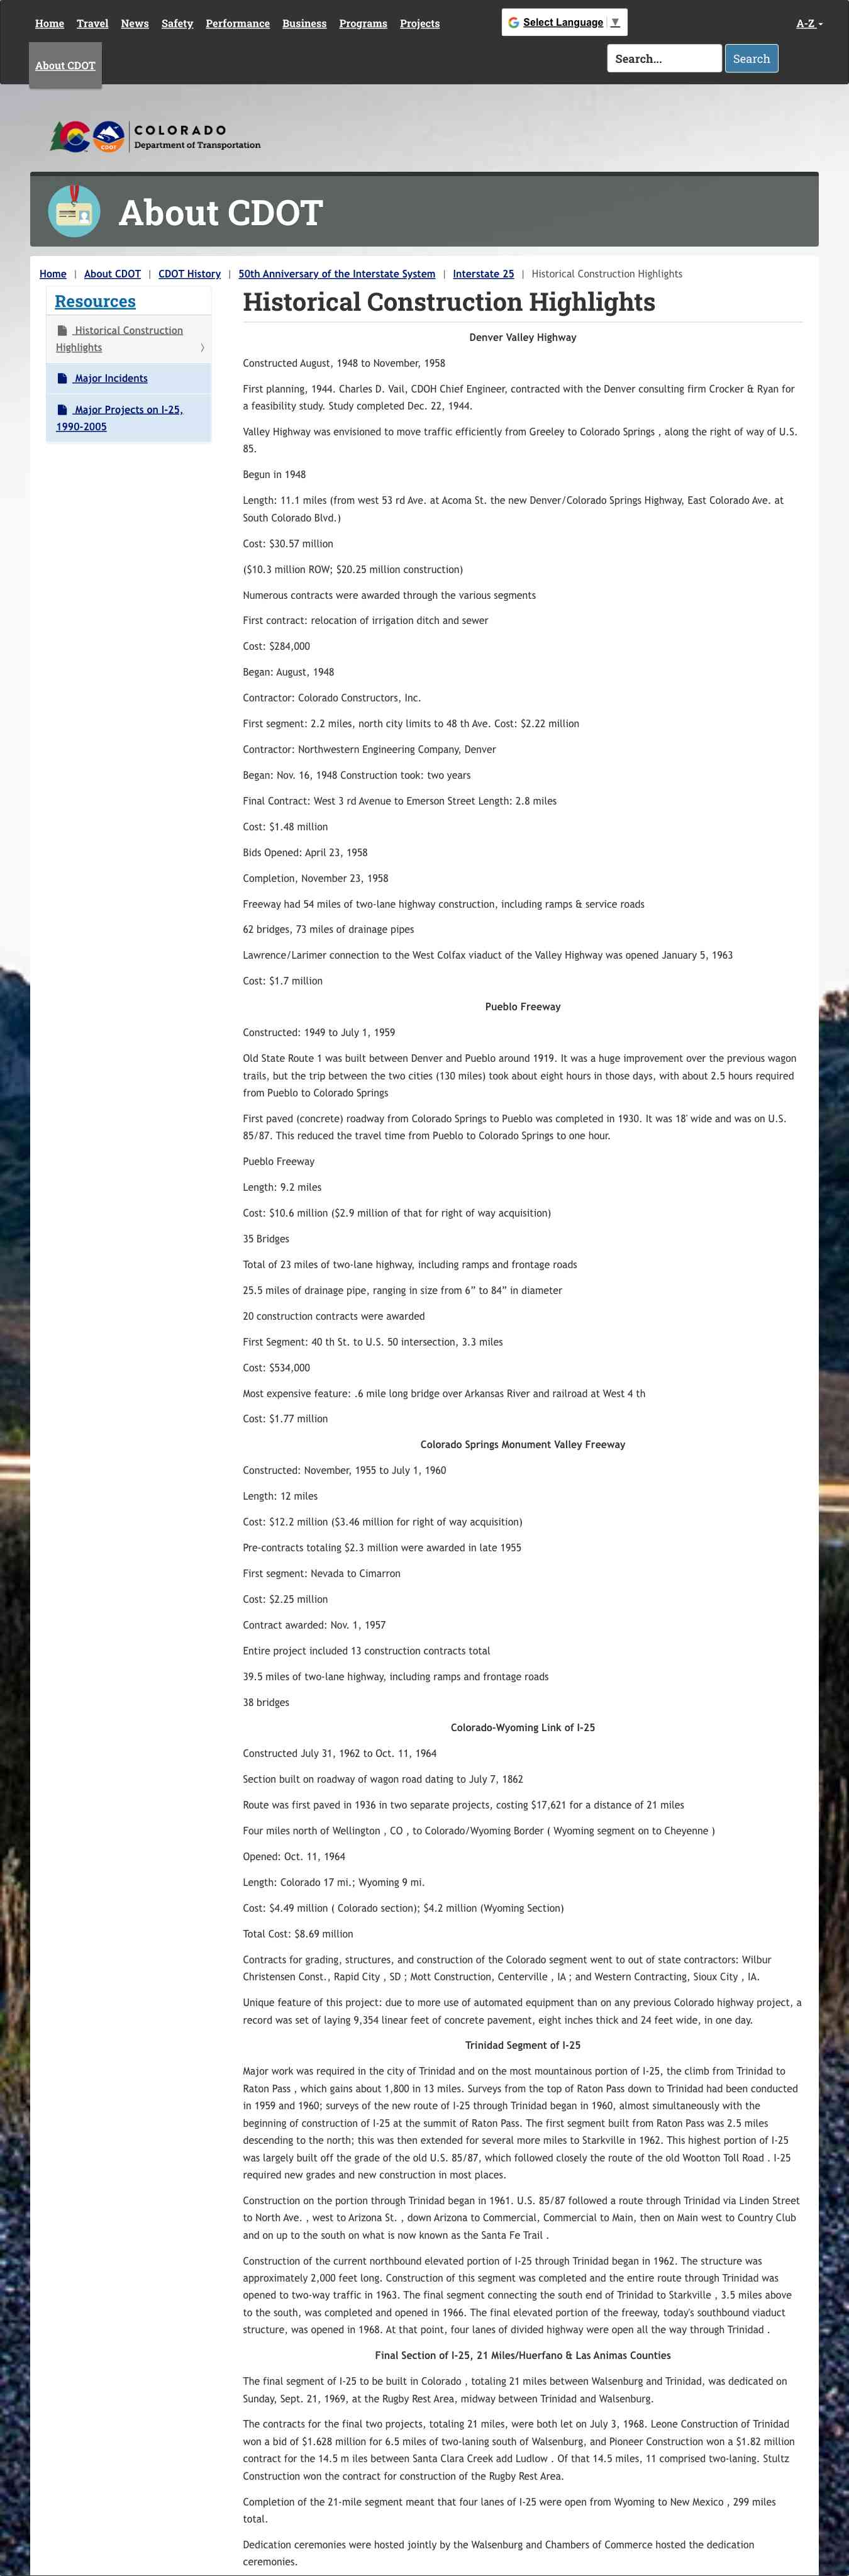 Home Travel News Safety Performance Business Programs Projects Select Language ▼ A-Z
About CDOT Search... Search
COLORADO
CDOT Department of Transportation
About CDOT
Home | About CDOT | CDOT History | 50th Anniversary of the Interstate System | Interstate 25 | Historical Construction Highlights
Resources
Historical Construction
Highlights
Major Incidents
Major Projects on I-25,
1990-2005
Historical Construction Highlights
Denver Valley Highway
Constructed August, 1948 to November, 1958
First planning, 1944. Charles D. Vail, CDOH Chief Engineer, contracted with the Denver consulting firm Crocker & Ryan for
a feasibility study. Study completed Dec. 22, 1944.
Valley Highway was envisioned to move traffic efficiently from Greeley to Colorado Springs , along the right of way of U.S.
85.
Begun in 1948
Length: 11.1 miles (from west 53 rd Ave. at Acoma St. the new Denver/Colorado Springs Highway, East Colorado Ave. at
South Colorado Blvd.)
Cost: $30.57 million
($10.3 million ROW; $20.25 million construction)
Numerous contracts were awarded through the various segments
First contract: relocation of irrigation ditch and sewer
Cost: $284,000
Began: August, 1948
Contractor: Colorado Constructors, Inc.
First segment: 2.2 miles, north city limits to 48 th Ave. Cost: $2.22 million
Contractor: Northwestern Engineering Company, Denver
Began: Nov. 16, 1948 Construction took: two years
Final Contract: West 3 rd Avenue to Emerson Street Length: 2.8 miles
Cost: $1.48 million
Bids Opened: April 23, 1958
Completion, November 23, 1958
Freeway had 54 miles of two-lane highway construction, including ramps & service roads
62 bridges, 73 miles of drainage pipes
Lawrence/Larimer connection to the West Colfax viaduct of the Valley Highway was opened January 5, 1963
Cost: $1.7 million
Pueblo Freeway
Constructed: 1949 to July 1, 1959
Old State Route 1 was built between Denver and Pueblo around 1919. It was a huge improvement over the previous wagon
trails, but the trip between the two cities (130 miles) took about eight hours in those days, with about 2.5 hours required
from Pueblo to Colorado Springs
First paved (concrete) roadway from Colorado Springs to Pueblo was completed in 1930. It was 18' wide and was on U.S.
85/87. This reduced the travel time from Pueblo to Colorado Springs to one hour.
Pueblo Freeway
Length: 9.2 miles
Cost: $10.6 million ($2.9 million of that for right of way acquisition)
35 Bridges
Total of 23 miles of two-lane highway, including ramps and frontage roads
25.5 miles of drainage pipe, ranging in size from 6” to 84” in diameter
20 construction contracts were awarded
First Segment: 40 th St. to U.S. 50 intersection, 3.3 miles
Cost: $534,000
Most expensive feature: .6 mile long bridge over Arkansas River and railroad at West 4 th
Cost: $1.77 million
Colorado Springs Monument Valley Freeway
Constructed: November, 1955 to July 1, 1960
Length: 12 miles
Cost: $12.2 million ($3.46 million for right of way acquisition)
Pre-contracts totaling $2.3 million were awarded in late 1955
First segment: Nevada to Cimarron
Cost: $2.25 million
Contract awarded: Nov. 1, 1957
Entire project included 13 construction contracts total
39.5 miles of two-lane highway, including ramps and frontage roads
38 bridges
Colorado-Wyoming Link of I-25
Constructed July 31, 1962 to Oct. 11, 1964
Section built on roadway of wagon road dating to July 7, 1862
Route was first paved in 1936 in two separate projects, costing $17,621 for a distance of 21 miles
Four miles north of Wellington , CO , to Colorado/Wyoming Border ( Wyoming segment on to Cheyenne )
Opened: Oct. 11, 1964
Length: Colorado 17 mi.; Wyoming 9 mi.
Cost: $4.49 million ( Colorado section); $4.2 million (Wyoming Section)
Total Cost: $8.69 million
Contracts for grading, structures, and construction of the Colorado segment went to out of state contractors: Wilbur
Christensen Const., Rapid City , SD ; Mott Construction, Centerville , IA ; and Western Contracting, Sioux City , IA.
Unique feature of this project: due to more use of automated equipment than on any previous Colorado highway project, a
record was set of laying 9,354 linear feet of concrete pavement, eight inches thick and 24 feet wide, in one day.
Trinidad Segment of I-25
Major work was required in the city of Trinidad and on the most mountainous portion of I-25, the climb from Trinidad to
Raton Pass , which gains about 1,800 in 13 miles. Surveys from the top of Raton Pass down to Trinidad had been conducted
in 1959 and 1960; surveys of the new route of I-25 through Trinidad began in 1960, almost simultaneously with the
beginning of construction of I-25 at the summit of Raton Pass. The first segment built from Raton Pass was 2.5 miles
descending to the north; this was then extended for several more miles to Starkville in 1962. This highest portion of I-25
was largely built off the grade of the old U.S. 85/87, which followed closely the route of the old Wootton Toll Road . I-25
required new grades and new construction in most places.
Construction on the portion through Trinidad began in 1961. U.S. 85/87 followed a route through Trinidad via Linden Street
to North Ave. , west to Arizona St. , down Arizona to Commercial, Commercial to Main, then on Main west to Country Club
and on up to the south on what is now known as the Santa Fe Trail .
Construction of the current northbound elevated portion of I-25 through Trinidad began in 1962. The structure was
approximately 2,000 feet long. Construction of this segment was completed and the entire route through Trinidad was
opened to two-way traffic in 1963. The final segment connecting the south end of Trinidad to Starkville , 3.5 miles above
to the south, was completed and opened in 1966. The final elevated portion of the freeway, today's southbound viaduct
structure, was opened in 1968. At that point, four lanes of divided highway were open all the way through Trinidad .
Final Section of I-25, 21 Miles/Huerfano & Las Animas Counties
The final segment of I-25 to be built in Colorado , totaling 21 miles between Walsenburg and Trinidad, was dedicated on
Sunday, Sept. 21, 1969, at the Rugby Rest Area, midway between Trinidad and Walsenburg.
The contracts for the final two projects, totaling 21 miles, were both let on July 3, 1968. Leone Construction of Trinidad
won a bid of $1.628 million for 6.5 miles of two-laning south of Walsenburg, and Pioneer Construction won a $1.82 million
contract for the 14.5 m iles between Santa Clara Creek add Ludlow . Of that 14.5 miles, 11 comprised two-laning. Stultz
Construction won the contract for construction of the Rugby Rest Area.
Completion of the 21-mile segment meant that four lanes of I-25 were open from Wyoming to New Mexico , 299 miles
total.
Dedication ceremonies were hosted jointly by the Walsenburg and Chambers of Commerce hosted the dedication
ceremonies.